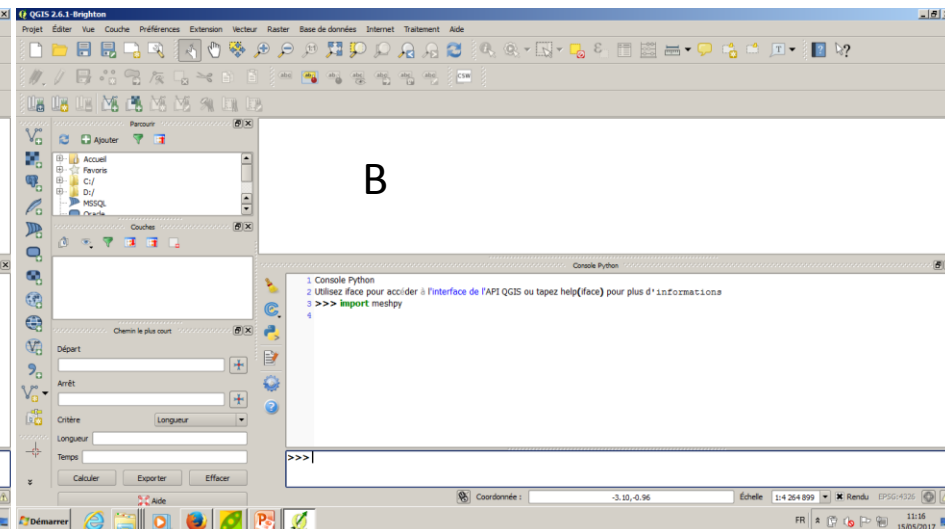 QGIS 2.6.1-Brighton
Projet Éditer Vue Couche Préférences Extension Vecteur Raster Base de données Internet Traitement Aide
CSW
Parcourir
Ajouter
Accueil
Favoris
C:/
D:/
MSSQL
Oracle
B
Couches
Console Python
1 Console Python
2 Utilisez iface pour accéder à l'interface de l'API QGIS ou tapez help(iface) pour plus d'informations
3 >>> import meshpy
4
Chemin le plus court
Départ
Arrêt
Critère
Longueur
Longueur
Temps
>>>
Calculer Exporter Effacer
Aide
Coordonnée : -3.10,-0.96 Échelle 1:4 264 899 Rendu EPSG:4326
Démarrer
FR
11:16
15/05/2017